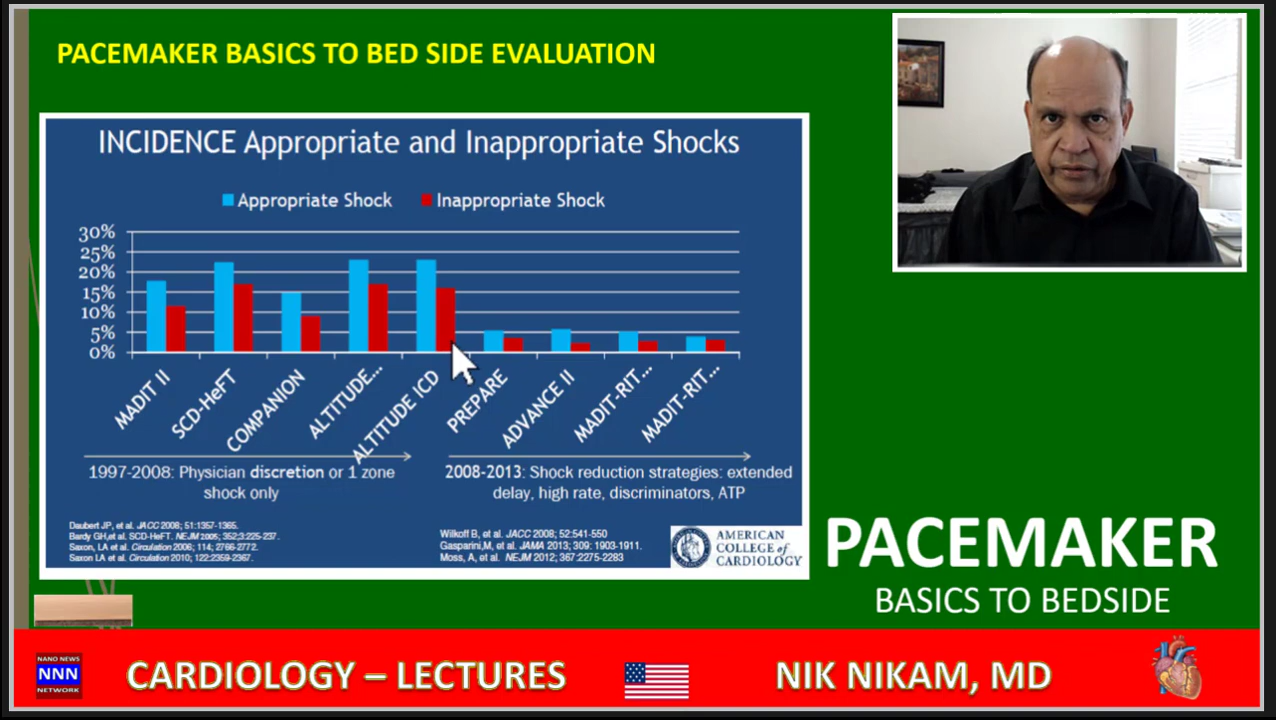 PACEMAKER BASICS TO BED SIDE EVALUATION
INCIDENCE Appropriate and Inappropriate Shocks
Appropriate Shock
Inappropriate Shock
30%
25%
20%
15%
10%
5%
0%
MADIT II
SCD-HeFT
COMPANION
ALTITUDE...
ALTITUDE ICD
PREPARE
ADVANCE II
MADIT-RIT...
MADIT-RIT...
1997-2008: Physician discretion or 1 zone
shock only
2008-2013: Shock reduction strategies: extended
delay, high rate, discriminators, ATP
Daubert JP, et al. JACC 2008; 51:1357-1365.
Bardy GH,et al. SCD-HeFT. NEJM 2005; 352;3:225-237.
Saxon, LA et al. Circulation 2006; 114; 2766-2772.
Saxon LA et al. Circulation 2010; 122:2359-2367.
Wilkoff B, et al. JACC 2008; 52:541-550
Gasparini,M, et al. JAMA 2013; 309: 1903-1911.
Moss, A, et al. NEJM 2012; 367:2275-2283
AMERICAN
COLLEGE of
CARDIOLOGY
PACEMAKER
BASICS TO BEDSIDE
NANO NEWS
NNN
NETWORK
CARDIOLOGY – LECTURES
NIK NIKAM, MD